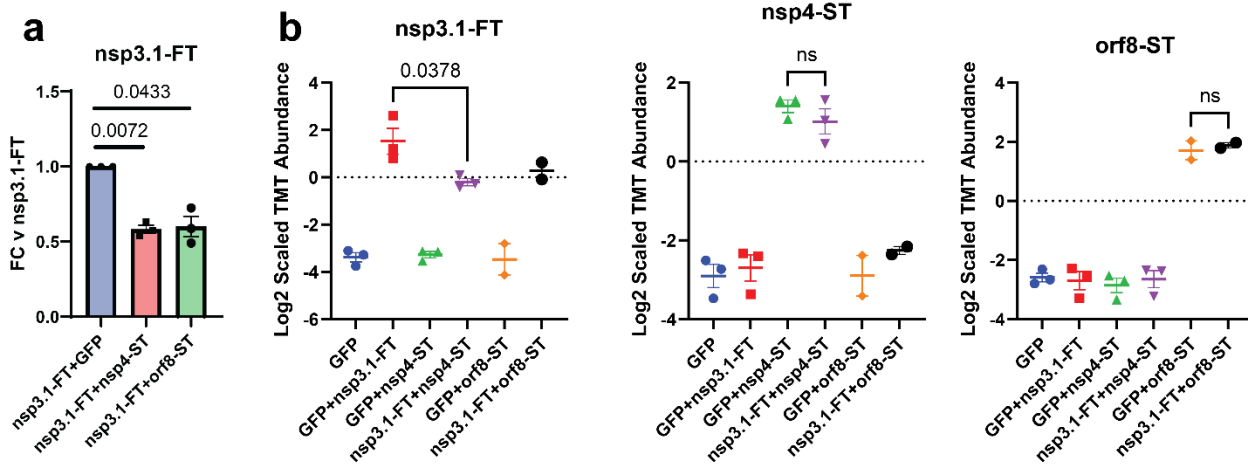 a
nsp3.1-FT
FC v nsp3.1-FT
1.5
1.0
0.5
0.0
0.0433
0.0072
nsp3.1-FT+GFP
nsp3.1-FT+nsp4-ST
nsp3.1-FT+orf8-ST
b
nsp3.1-FT
Log2 Scaled TMT Abundance
4
2
0
-2
-4
-6
0.0378
GFP
GFP+nsp3.1-FT
GFP+nsp4-ST
nsp3.1-FT+nsp4-ST
GFP+orf8-ST
nsp3.1-FT+orf8-ST
nsp4-ST
Log2 Scaled TMT Abundance
2
0
-2
-4
ns
GFP
GFP+nsp3.1-FT
GFP+nsp4-ST
nsp3.1-FT+nsp4-ST
GFP+orf8-ST
nsp3.1-FT+orf8-ST
orf8-ST
Log2 Scaled TMT Abundance
4
2
0
-2
-4
ns
GFP
GFP+nsp3.1-FT
GFP+nsp4-ST
nsp3.1-FT+nsp4-ST
GFP+orf8-ST
nsp3.1-FT+orf8-ST